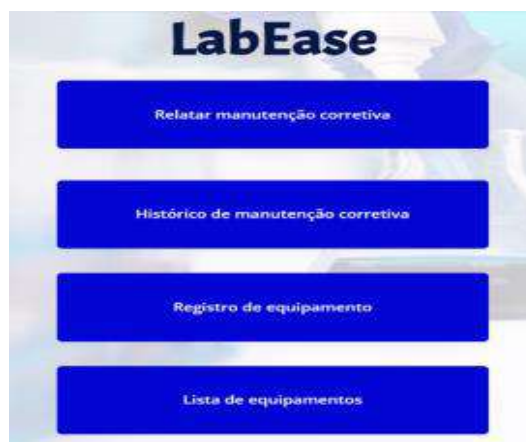 LabEase
Relatar manutenção corretiva
Histórico de manutenção corretiva
Registro de equipamento
Lista de equipamentos